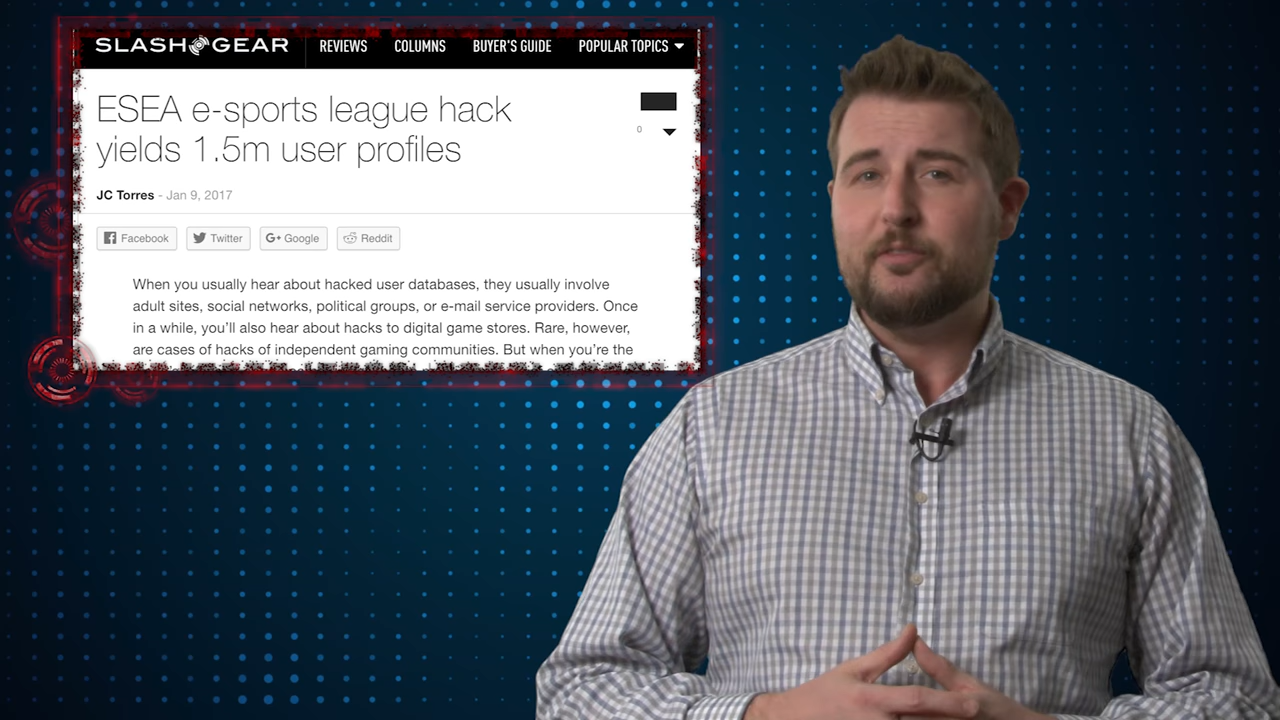 SLASHGEAR REVIEWS COLUMNS BUYER'S GUIDE POPULAR TOPICS
ESEA e-sports league hack
yields 1.5m user profiles
0
JC Torres - Jan 9, 2017
Facebook Twitter G+ Google Reddit
When you usually hear about hacked user databases, they usually involve
adult sites, social networks, political groups, or e-mail service providers. Once
in a while, you'll also hear about hacks to digital game stores. Rare, however,
are cases of hacks of independent gaming communities. But when you're the